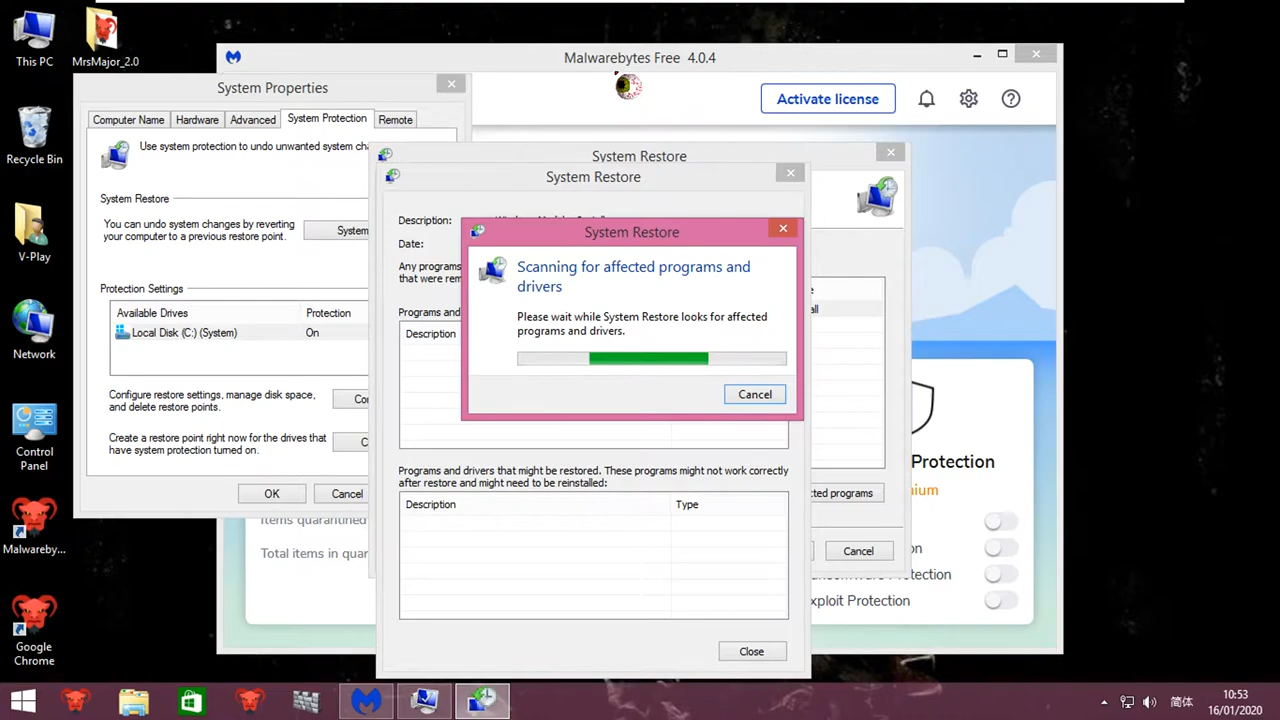 This PC
MrsMajor_2.0
Recycle Bin
V-Play
Network
Control
Panel
Malwareby...
Google
Chrome
Malwarebytes Free 4.0.4
Activate license
System Properties
Computer Name
Hardware
Advanced
System Protection
Remote
Use system protection to undo unwanted system
System Restore
You can undo system changes by reverting
your computer to a previous restore point.
System
Protection Settings
Available Drives
Protection
Local Disk (C:) (System)
On
Configure restore settings, manage disk space,
and delete restore points.
Create a restore point right now for the drives that
have system protection turned on.
OK
Cancel
System Restore
System Restore
Description:
Date:
Any programs
Programs and
Description
System Restore
Scanning for affected programs and
drivers
Please wait while System Restore looks for affected
programs and drivers.
Cancel
Programs and drivers that might be restored. These programs might not work correctly
after restore and might need to be reinstalled:
Description
Type
Close
programs
Cancel
Protection
Items quarantined
Total items in
Protection
Protection
10:53
简体
16/01/2020